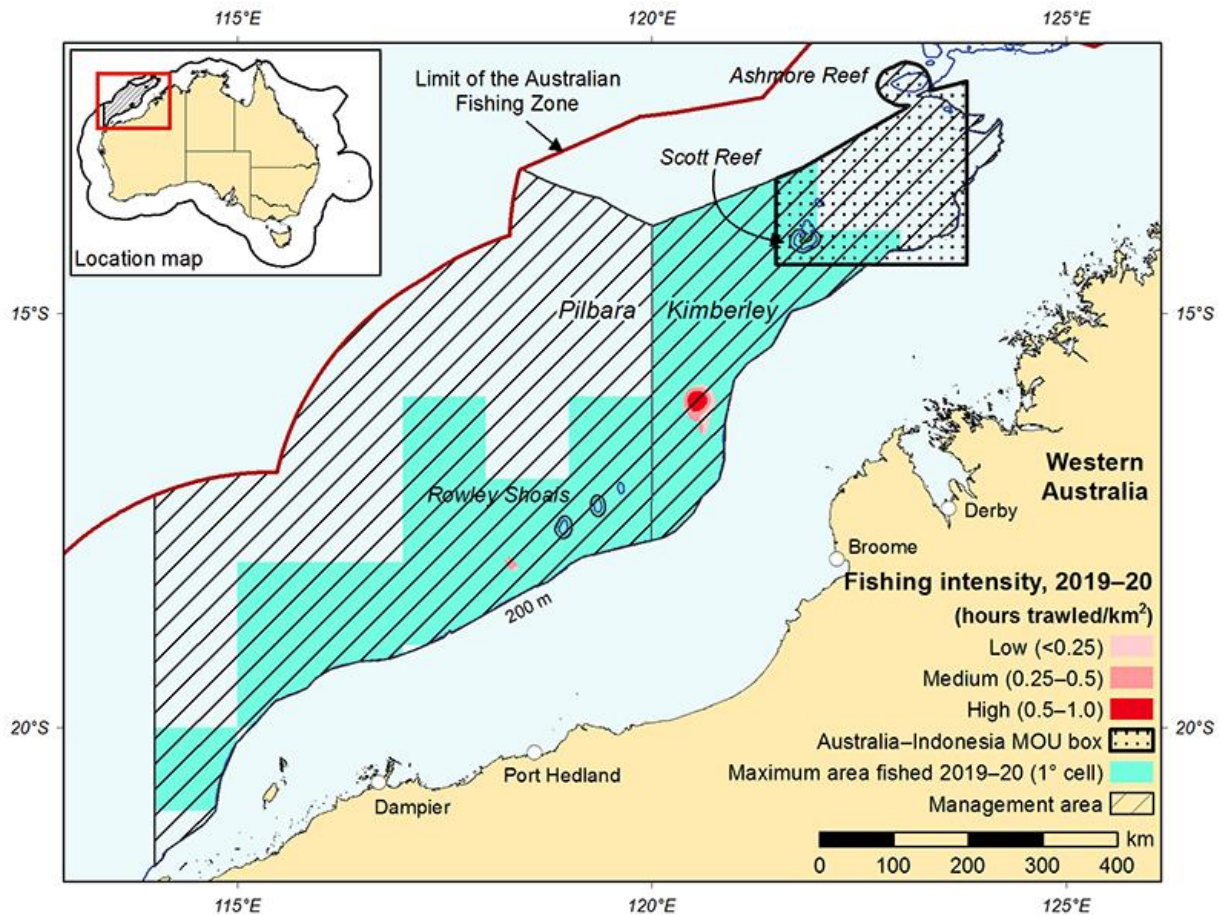 115°E
120°E
125°E
Limit of the Australian
Fishing Zone
Ashmore Reef
Scott Reef
Location map
15°S
Pilbara
Kimberley
15°S
Rowley Shoals
Western
Australia
Derby
Broome
200 m
Fishing intensity, 2019–20
(hours trawled/km²)
Low (<0.25)
Medium (0.25–0.5)
High (0.5–1.0)
20°S
Australia–Indonesia MOU box
20°S
Port Hedland
Maximum area fished 2019–20 (1° cell)
Dampier
Management area
km
0 100 200 300 400
115°E
120°E
125°E